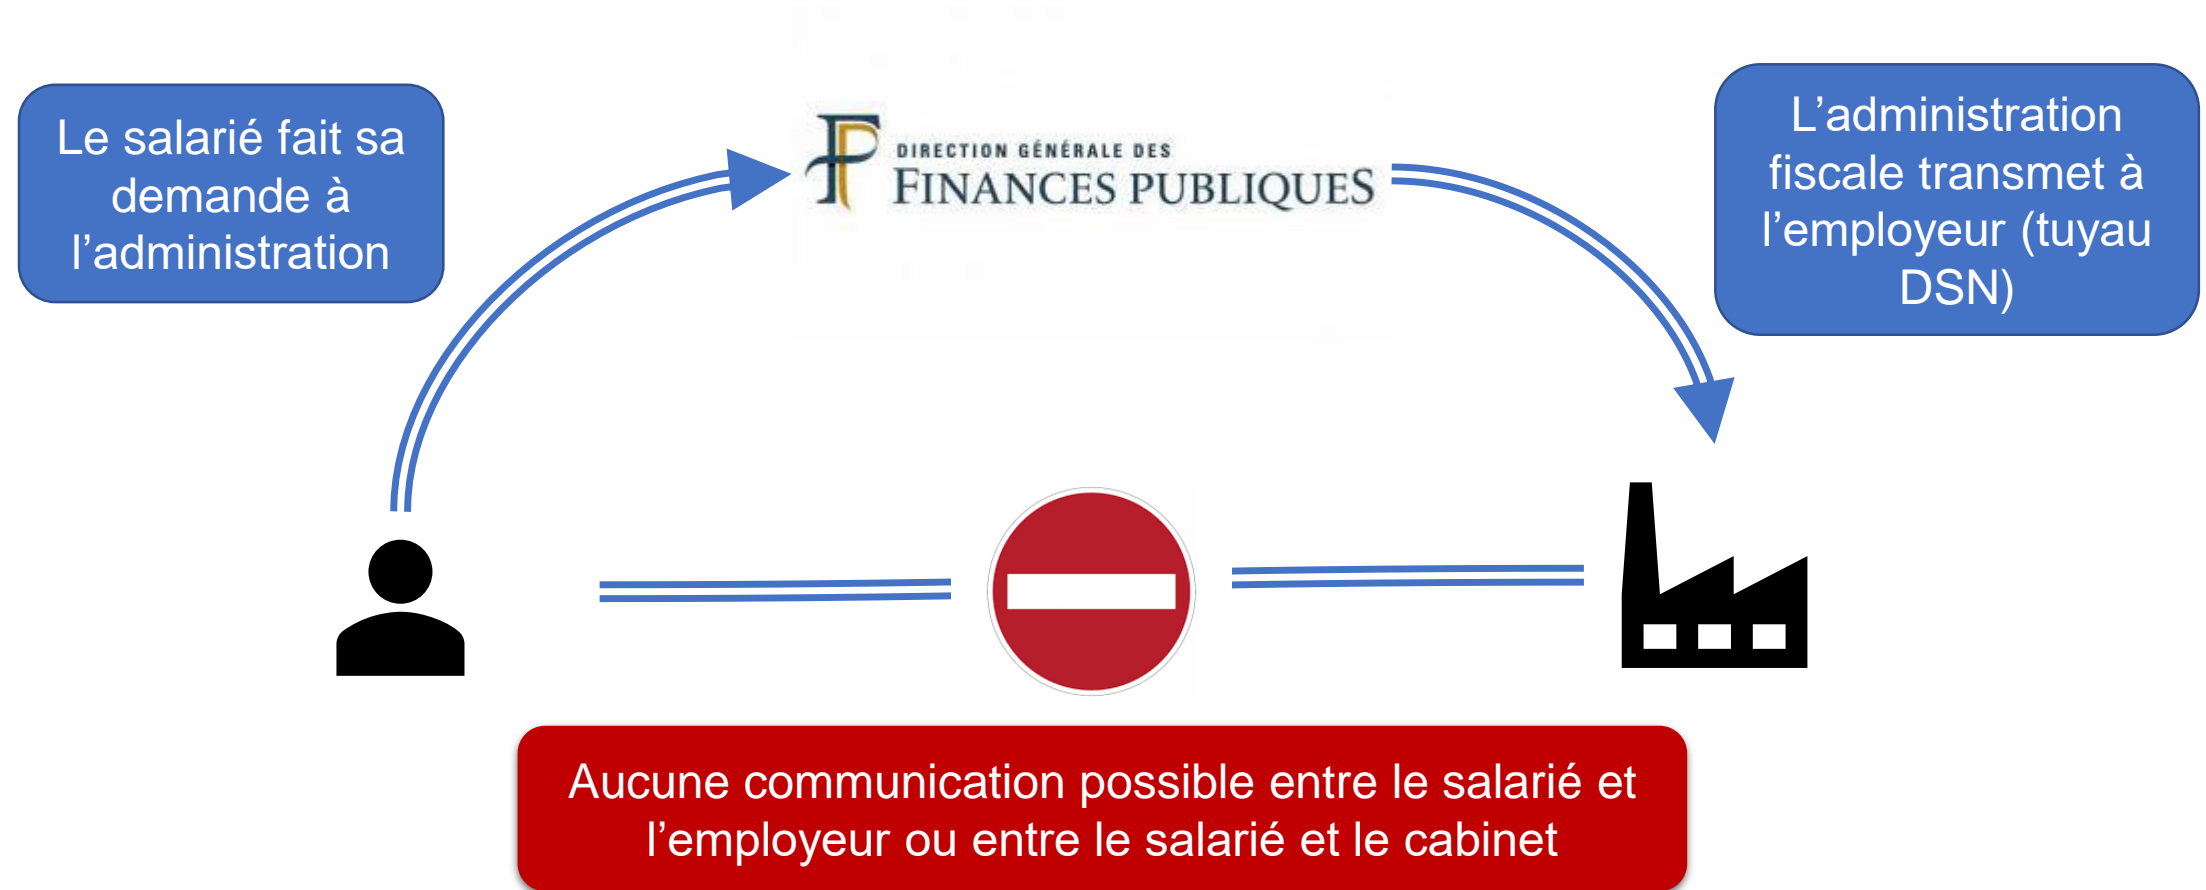 Le salarié fait sa
demande à
l’administration
DIRECTION GÉNÉRALE DES
FINANCES PUBLIQUES
L’administration
fiscale transmet à
l’employeur (tuyau
DSN)
Aucune communication possible entre le salarié et
l’employeur ou entre le salarié et le cabinet